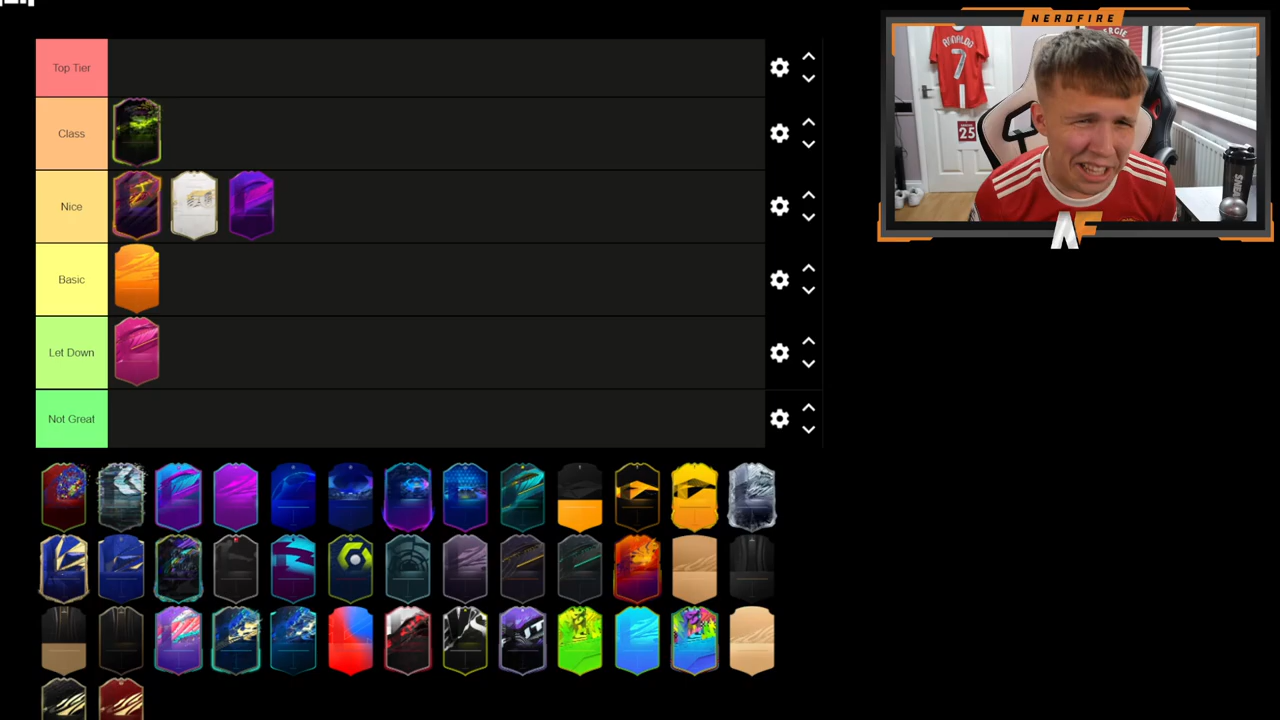 NERDFIRE
RONALDO
7
25
Top Tier
Class
Nice
Basic
Let Down
Not Great